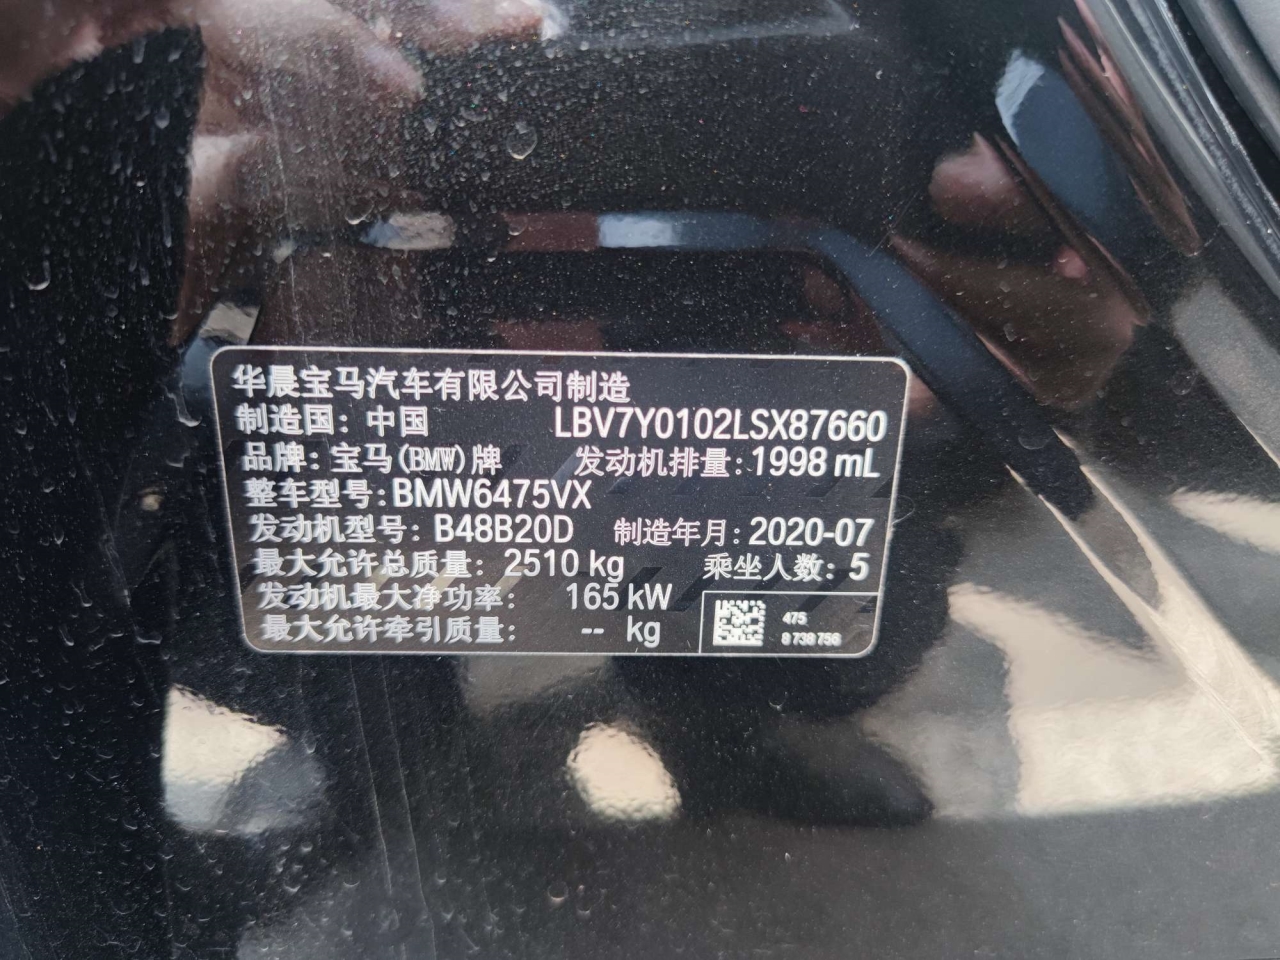 华晨宝马汽车有限公司制造
制造国: 中国 LBV7Y0102LSX87660
品牌: 宝马(BMW)牌 发动机排量: 1998 mL
整车型号: BMW6475VX
发动机型号: B48B20D 制造年月: 2020-07
最大允许总质量: 2510 kg 乘坐人数: 5
发动机最大净功率: 165 kW
最大允许牵引质量: -- kg
475
8738756